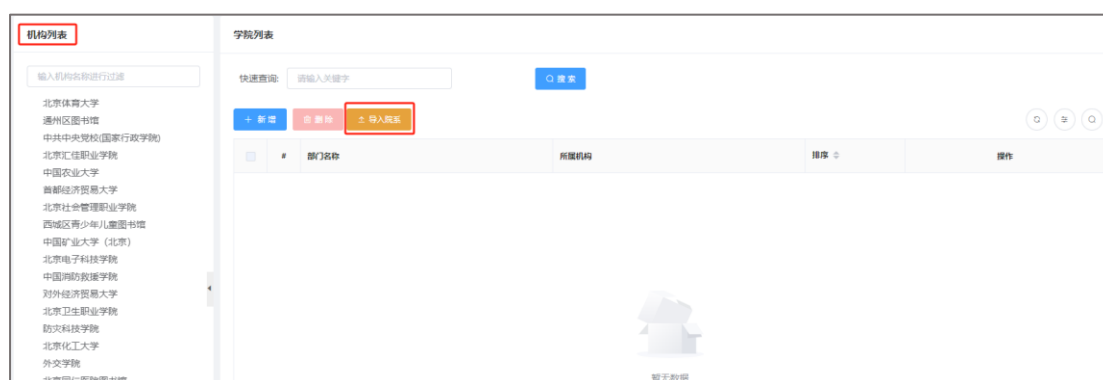 机构列表
输入机构名称进行过滤
北京体育大学
通州区图书馆
中共中央党校(国家行政学院)
北京汇佳职业学院
中国农业大学
首都经济贸易大学
北京社会管理职业学院
西城区青少年儿童图书馆
中国矿业大学（北京）
北京电子科技学院
中国消防救援学院
对外经济贸易大学
北京卫生职业学院
防灾科技学院
北京化工大学
外交学院
学院列表
快速查询: 请输入关键字 搜索
+ 新增 删除 导入院系
# 部门名称 所属机构 排序 操作
暂无数据